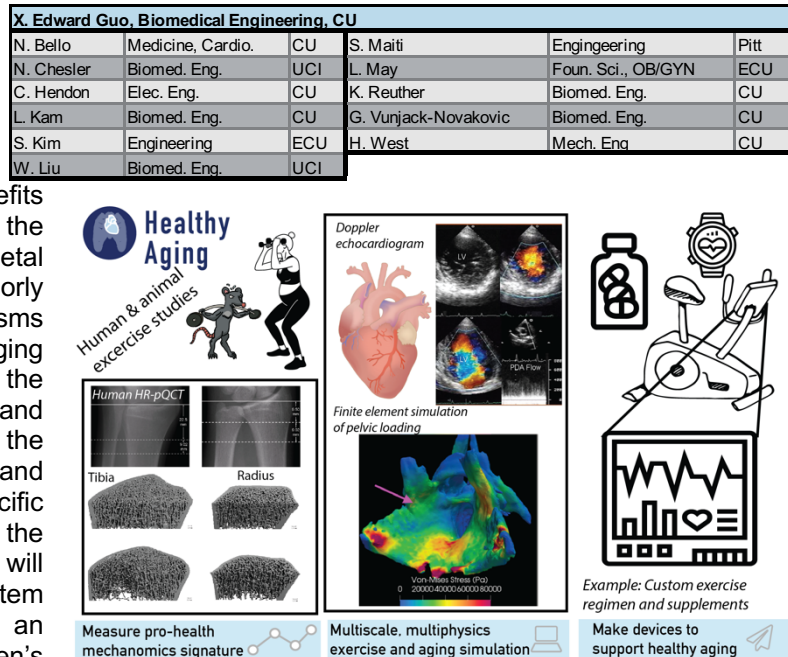 X. Edward Guo, Biomedical Engineering, CU
N. Bello Medicine, Cardio. CU S. Maiti Engingeering Pitt
N. Chesler Biomed. Eng. UCI L. May Foun. Sci., OB/GYN ECU
C. Hendon Elec. Eng. CU K. Reuther Biomed. Eng. CU
L. Kam Biomed. Eng. CU G. Vunjack-Novakovic Biomed. Eng. CU
S. Kim Engineering ECU H. West Mech. Eng CU
W. Liu Biomed. Eng. UCI
efits
the
etal
orly
sms
ging
the
and
the
and
cific
the
will
tem
an
en's
Healthy
Aging
Human & animal
excercise studies
Human HR-pQCT
Tibia Radius
Measure pro-health
mechanomics signature
Doppler
echocardiogram
LV
LV
PDA Flow
Finite element simulation
of pelvic loading
Von-Mises Stress (Pa)
0 20000 40000 60000 80000
Multiscale, multiphysics
exercise and aging simulation
Example: Custom exercise
regimen and supplements
Make devices to
support healthy aging